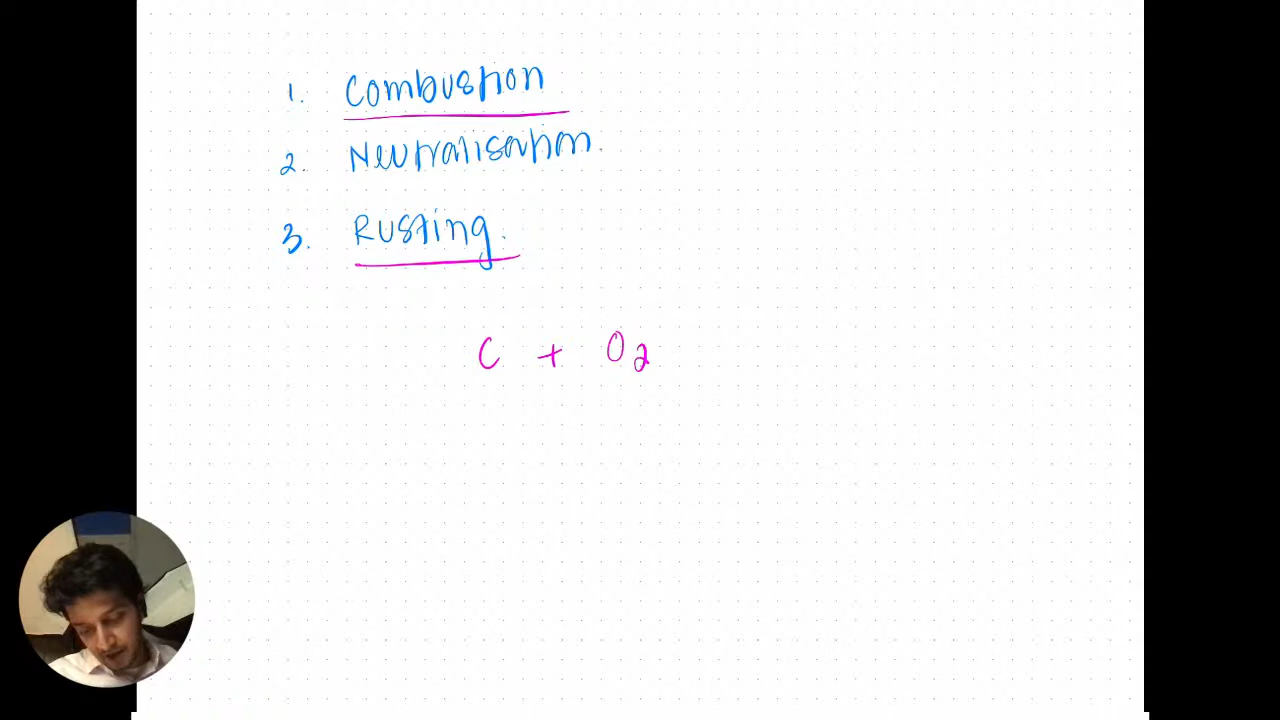 1. Combustion
2. Neutralisation.
3. Rusting.
C + O2